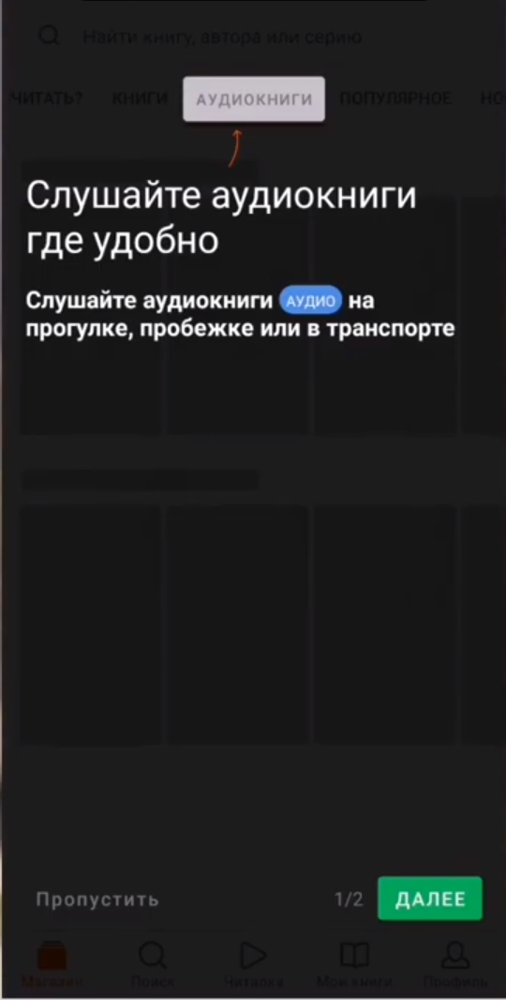 Найти книгу, автора или серию
ЧИТАТЬ? КНИГИ АУДИОКНИГИ ПОПУЛЯРНОЕ НО
Слушайте аудиокниги
где удобно
Слушайте аудиокниги АУДИО на
прогулке, пробежке или в транспорте
Пропустить 1/2 ДАЛЕЕ
Магазин Поиск Читалка Мои книги Профиль